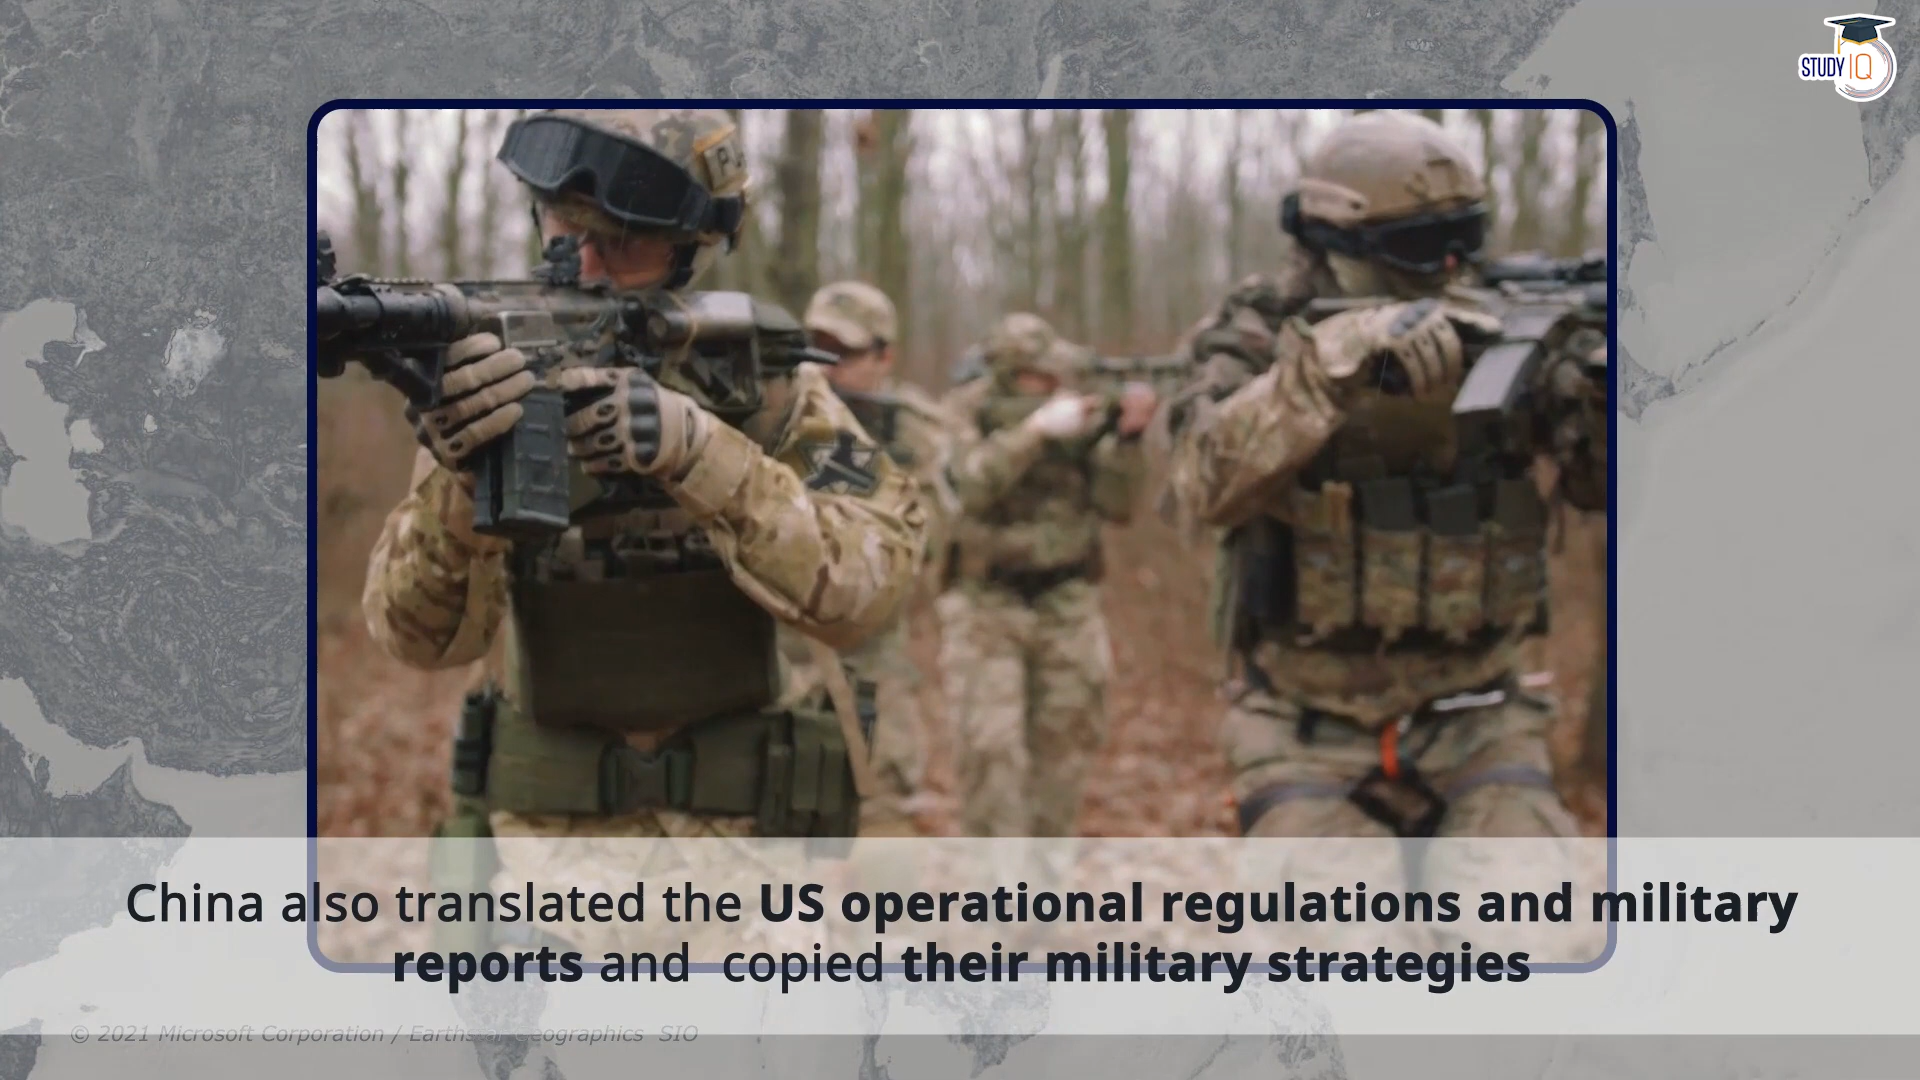 STUDY IQ
China also translated the US operational regulations and military
reports and copied their military strategies
© 2021 Microsoft Corporation / Earthstar Geographics SIO